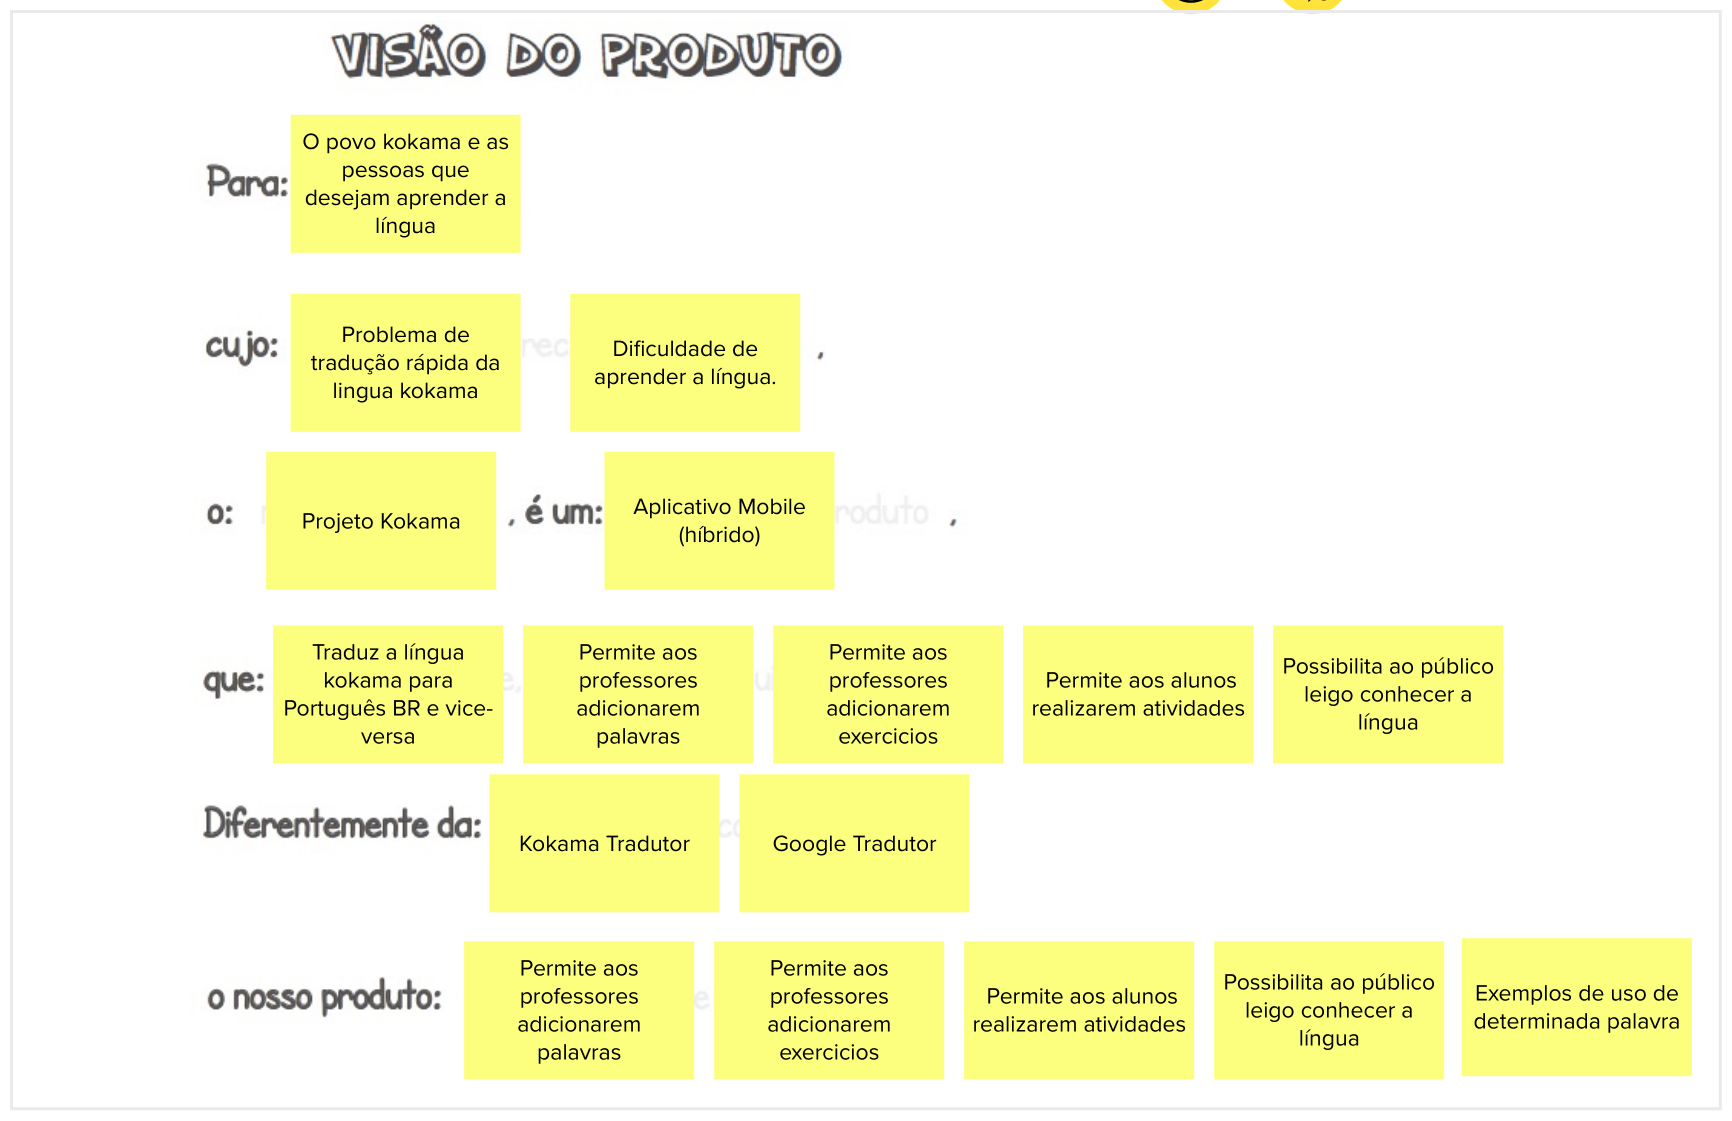 VISÃO DO PRODUTO
Para:
O povo kokama e as
pessoas que
desejam aprender a
língua
cujo:
Problema de
tradução rápida da
lingua kokama
rec
Dificuldade de
aprender a língua.
,
o:
Projeto Kokama
, é um:
Aplicativo Mobile
(híbrido)
roduto ,
que:
Traduz a língua
kokama para
Português BR e vice-
versa
e,
Permite aos
professores
adicionarem
palavras
ui
Permite aos
professores
adicionarem
exercicios
Permite aos alunos
realizarem atividades
Possibilita ao público
leigo conhecer a
língua
Diferentemente da:
Kokama Tradutor
co
Google Tradutor
o nosso produto:
Permite aos
professores
adicionarem
palavras
e
Permite aos
professores
adicionarem
exercicios
Permite aos alunos
realizarem atividades
Possibilita ao público
leigo conhecer a
língua
Exemplos de uso de
determinada palavra